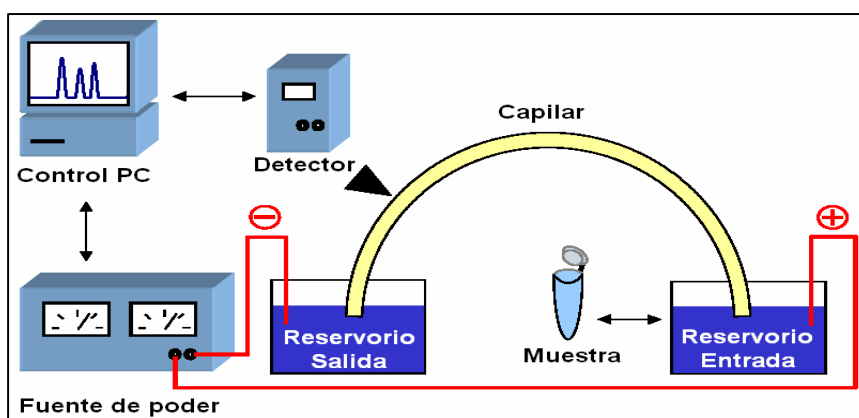 Capilar
Detector
Control PC
−
+
Reservorio
Salida
Muestra
Reservorio
Entrada
Fuente de poder